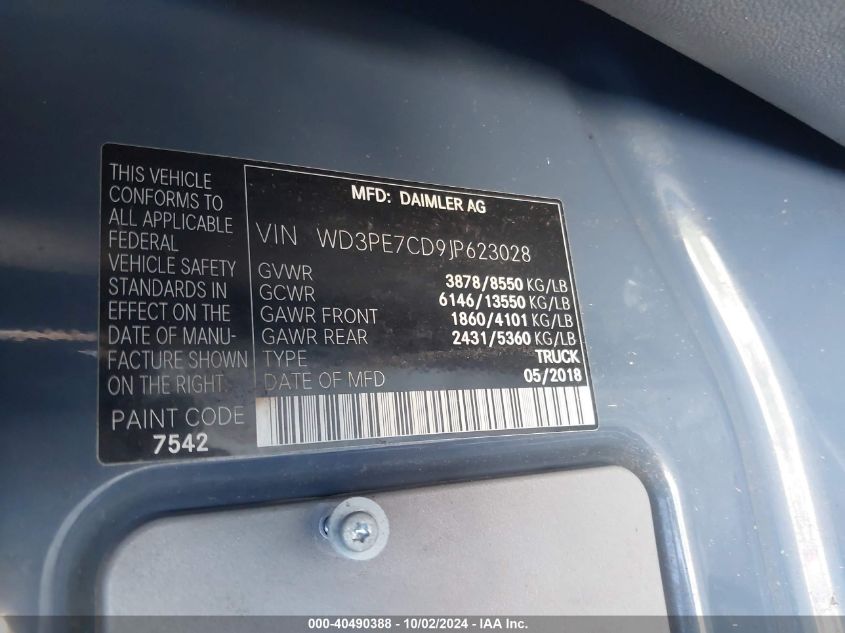 THIS VEHICLE
CONFORMS TO
ALL APPLICABLE
FEDERAL
VEHICLE SAFETY
STANDARDS IN
EFFECT ON THE
DATE OF MANU-
FACTURE SHOWN
ON THE RIGHT.
PAINT CODE
7542
MFD: DAIMLER AG
VIN WD3PE7CD9JP623028
GVWR 3878/8550 KG/LB
GCWR 6146/13550 KG/LB
GAWR FRONT 1860/4101 KG/LB
GAWR REAR 2431/5360 KG/LB
TYPE TRUCK
DATE OF MFD 05/2018
000-40490388 - 10/02/2024 - IAA Inc.